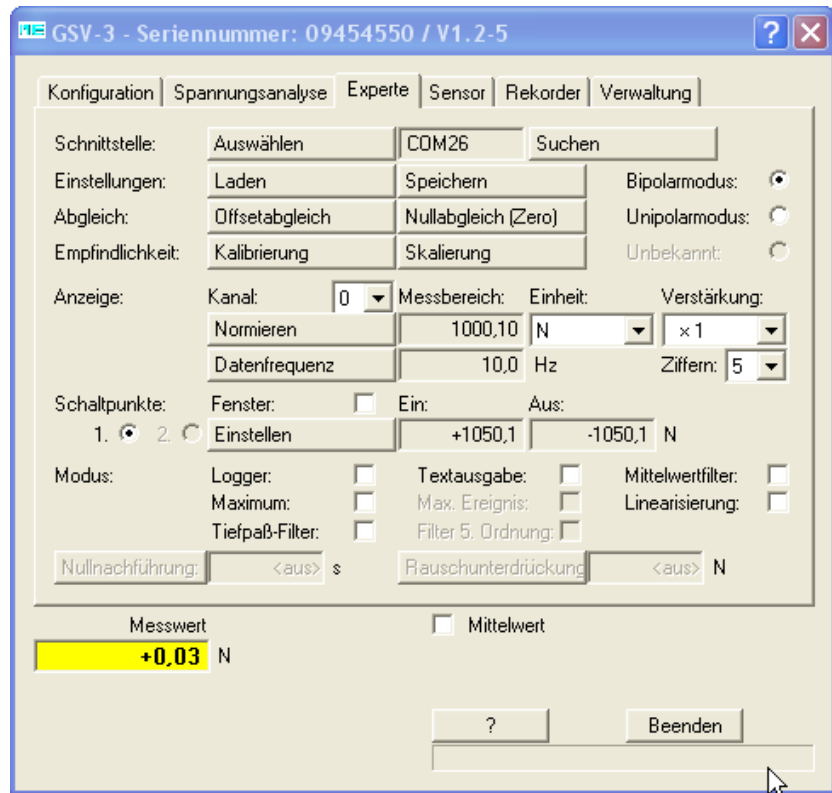 ME GSV-3 - Seriennummer: 09454550 / V1.2-5 ?
Konfiguration Spannungsanalyse Experte Sensor Rekorder Verwaltung
Schnittstelle: Auswählen COM26 Suchen
Einstellungen: Laden Speichern Bipolarmodus:
Abgleich: Offsetabgleich Nullabgleich (Zero) Unipolarmodus:
Empfindlichkeit: Kalibrierung Skalierung Unbekannt:
Anzeige: Kanal: 0 Messbereich: Einheit: Verstärkung:
Normieren 1000,10 N ×1
Datenfrequenz 10,0 Hz Ziffern: 5
Schaltpunkte: Fenster: Ein: Aus:
1. 2. Einstellen +1050,1 -1050,1 N
Modus: Logger: Textausgabe: Mittelwertfilter:
Maximum: Max. Ereignis: Linearisierung:
Tiefpaß-Filter: Filter 5. Ordnung:
Nullnachführung: <aus> s Rauschunterdrückung <aus> N
Messwert Mittelwert
+0,03 N
? Beenden